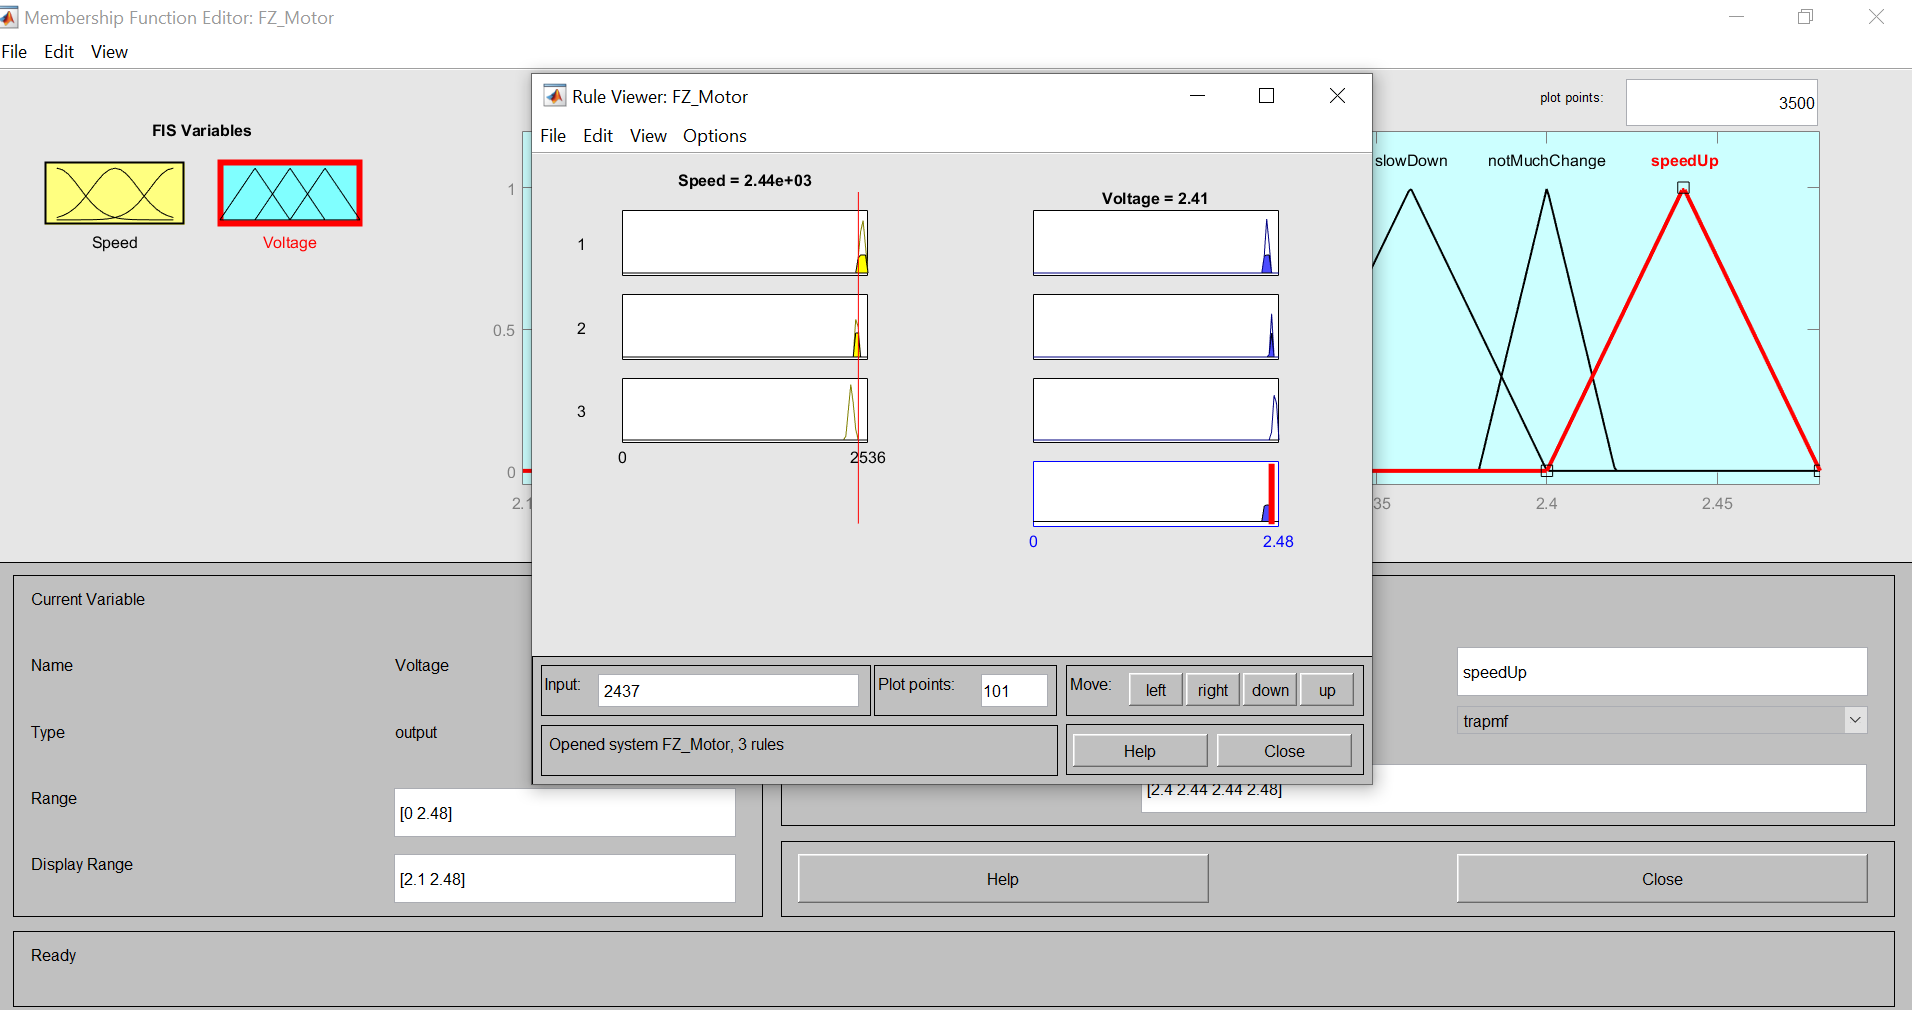 Membership Function Editor: FZ_Motor
File Edit View
FIS Variables
Speed
Voltage
plot points:
3500
slowDown
notMuchChange
speedUp
1
0.5
0
2.1
35
2.4
2.45
Rule Viewer: FZ_Motor
File Edit View Options
Speed = 2.44e+03
Voltage = 2.41
1
2
3
0
2536
0
2.48
Input:
2437
Plot points:
101
Move:
left
right
down
up
Opened system FZ_Motor, 3 rules
Help
Close
Current Variable
Name
Voltage
Type
output
Range
[0 2.48]
Display Range
[2.1 2.48]
speedUp
trapmf
[2.4 2.44 2.44 2.48]
Help
Close
Ready